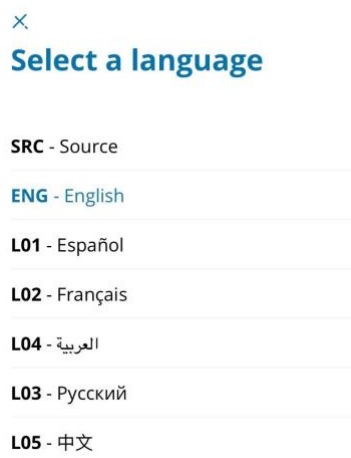 Select a language
SRC - Source
ENG - English
L01 - Español
L02 - Français
L04 - العربية
L03 - Русский
L05 - 中文